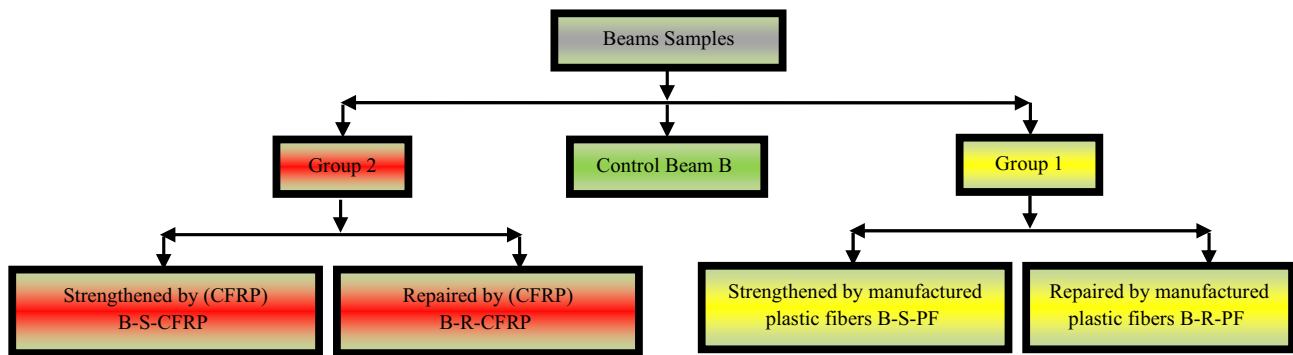 Beams Samples
Group 2
Control Beam B
Group 1
Strengthened by (CFRP)
B-S-CFRP
Repaired by (CFRP)
B-R-CFRP
Strengthened by manufactured
plastic fibers B-S-PF
Repaired by manufactured
plastic fibers B-R-PF